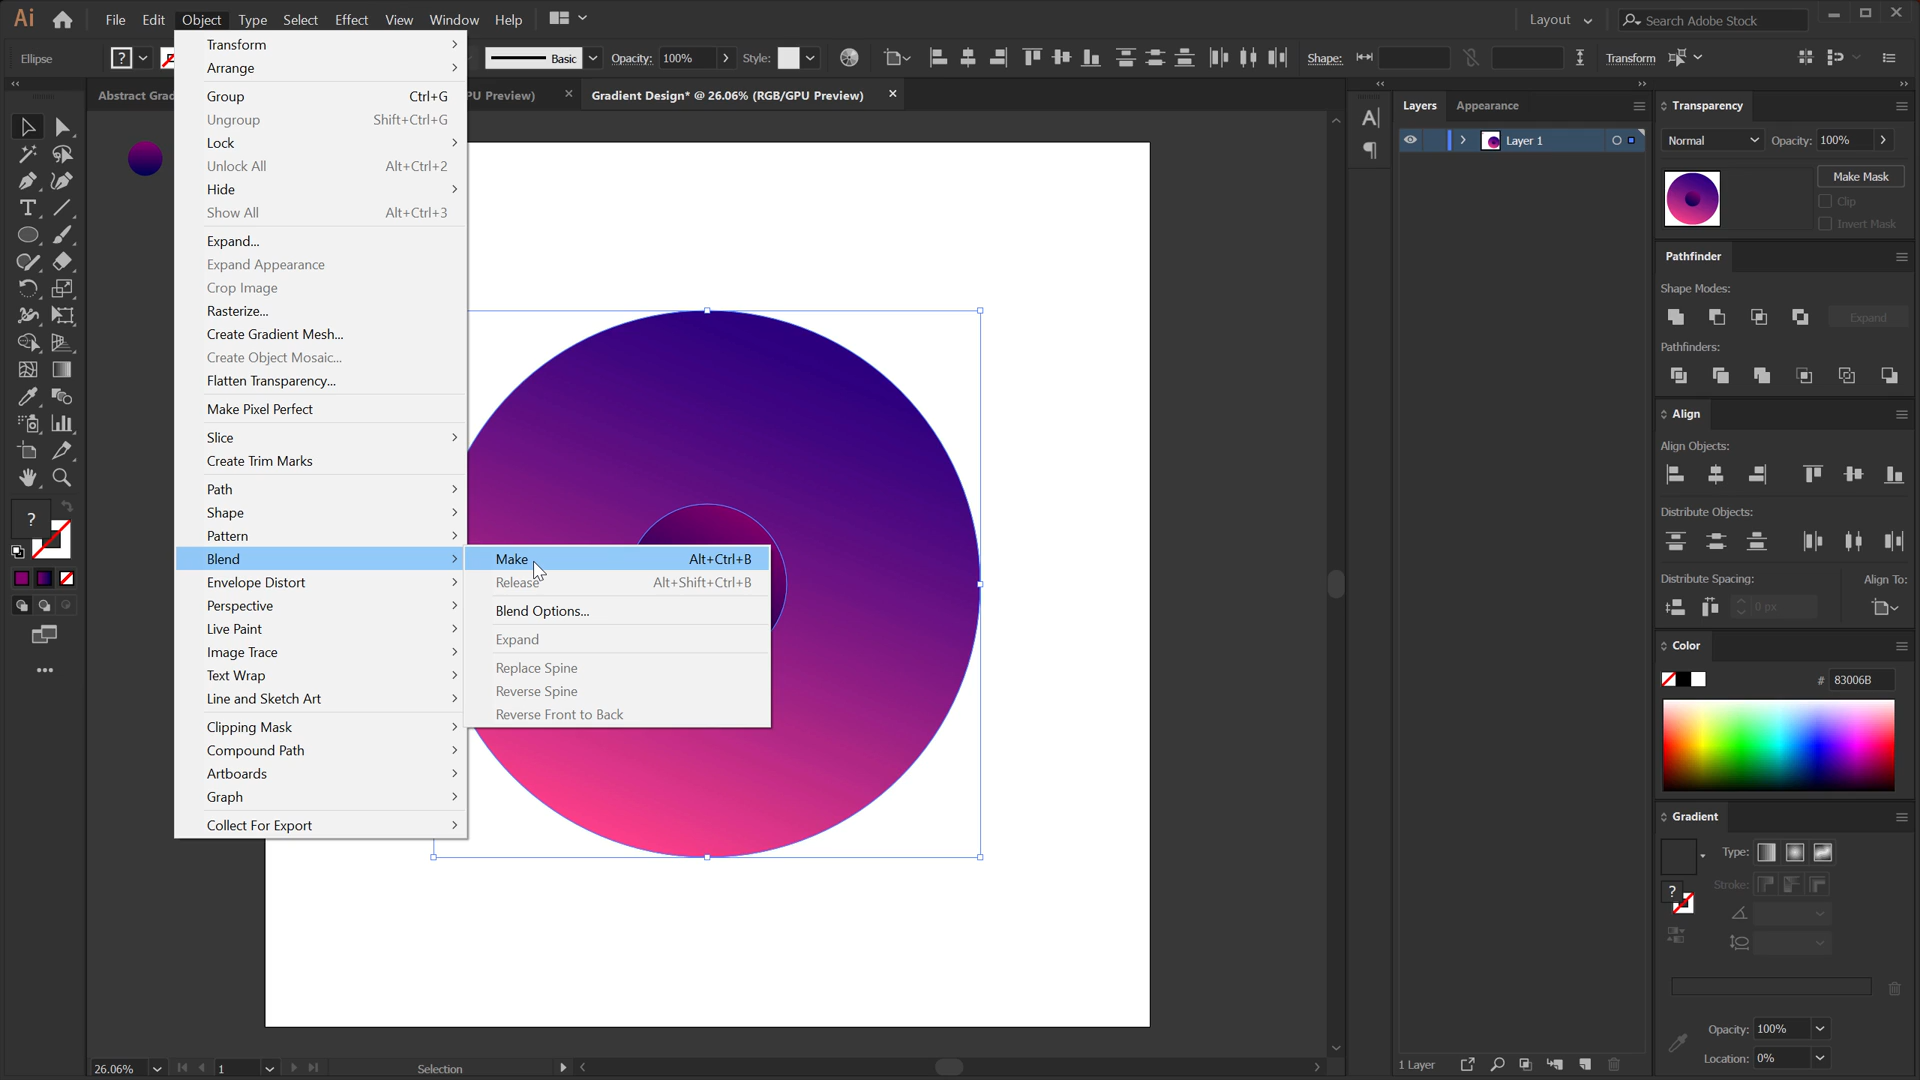 Ai File Edit Object Type Select Effect View Window Help Layout Search Adobe Stock
Ellipse ? Basic Opacity: 100% Style: Shape: Transform
Abstract Grad PU Preview) × Gradient Design* @ 26.06% (RGB/GPU Preview) ×
Transform
Arrange
Group Ctrl+G
Ungroup Shift+Ctrl+G
Lock
Unlock All Alt+Ctrl+2
Hide
Show All Alt+Ctrl+3
Expand...
Expand Appearance
Crop Image
Rasterize...
Create Gradient Mesh...
Create Object Mosaic...
Flatten Transparency...
Make Pixel Perfect
Slice
Create Trim Marks
Path
Shape
Pattern
Blend
Envelope Distort
Perspective
Live Paint
Image Trace
Text Wrap
Line and Sketch Art
Clipping Mask
Compound Path
Artboards
Graph
Collect For Export
Make Alt+Ctrl+B
Release Alt+Shift+Ctrl+B
Blend Options...
Expand
Replace Spine
Reverse Spine
Reverse Front to Back
Layers Appearance
Layer 1
1 Layer
Transparency
Normal Opacity: 100%
Make Mask
Clip
Invert Mask
Pathfinder
Shape Modes:
Expand
Pathfinders:
Align
Align Objects:
Distribute Objects:
Distribute Spacing: Align To:
0 px
Color
# 83006B
Gradient
Type:
Stroke:
?
Opacity: 100%
Location: 0%
?
26.06% 1 Selection